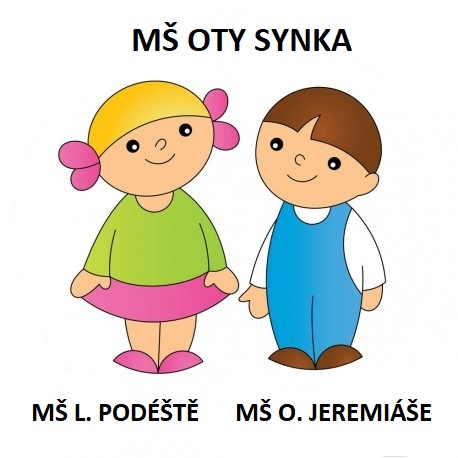 MŠ OTY SYNKA
MŠ L. PODÉŠTĚ MŠ O. JEREMIÁŠE